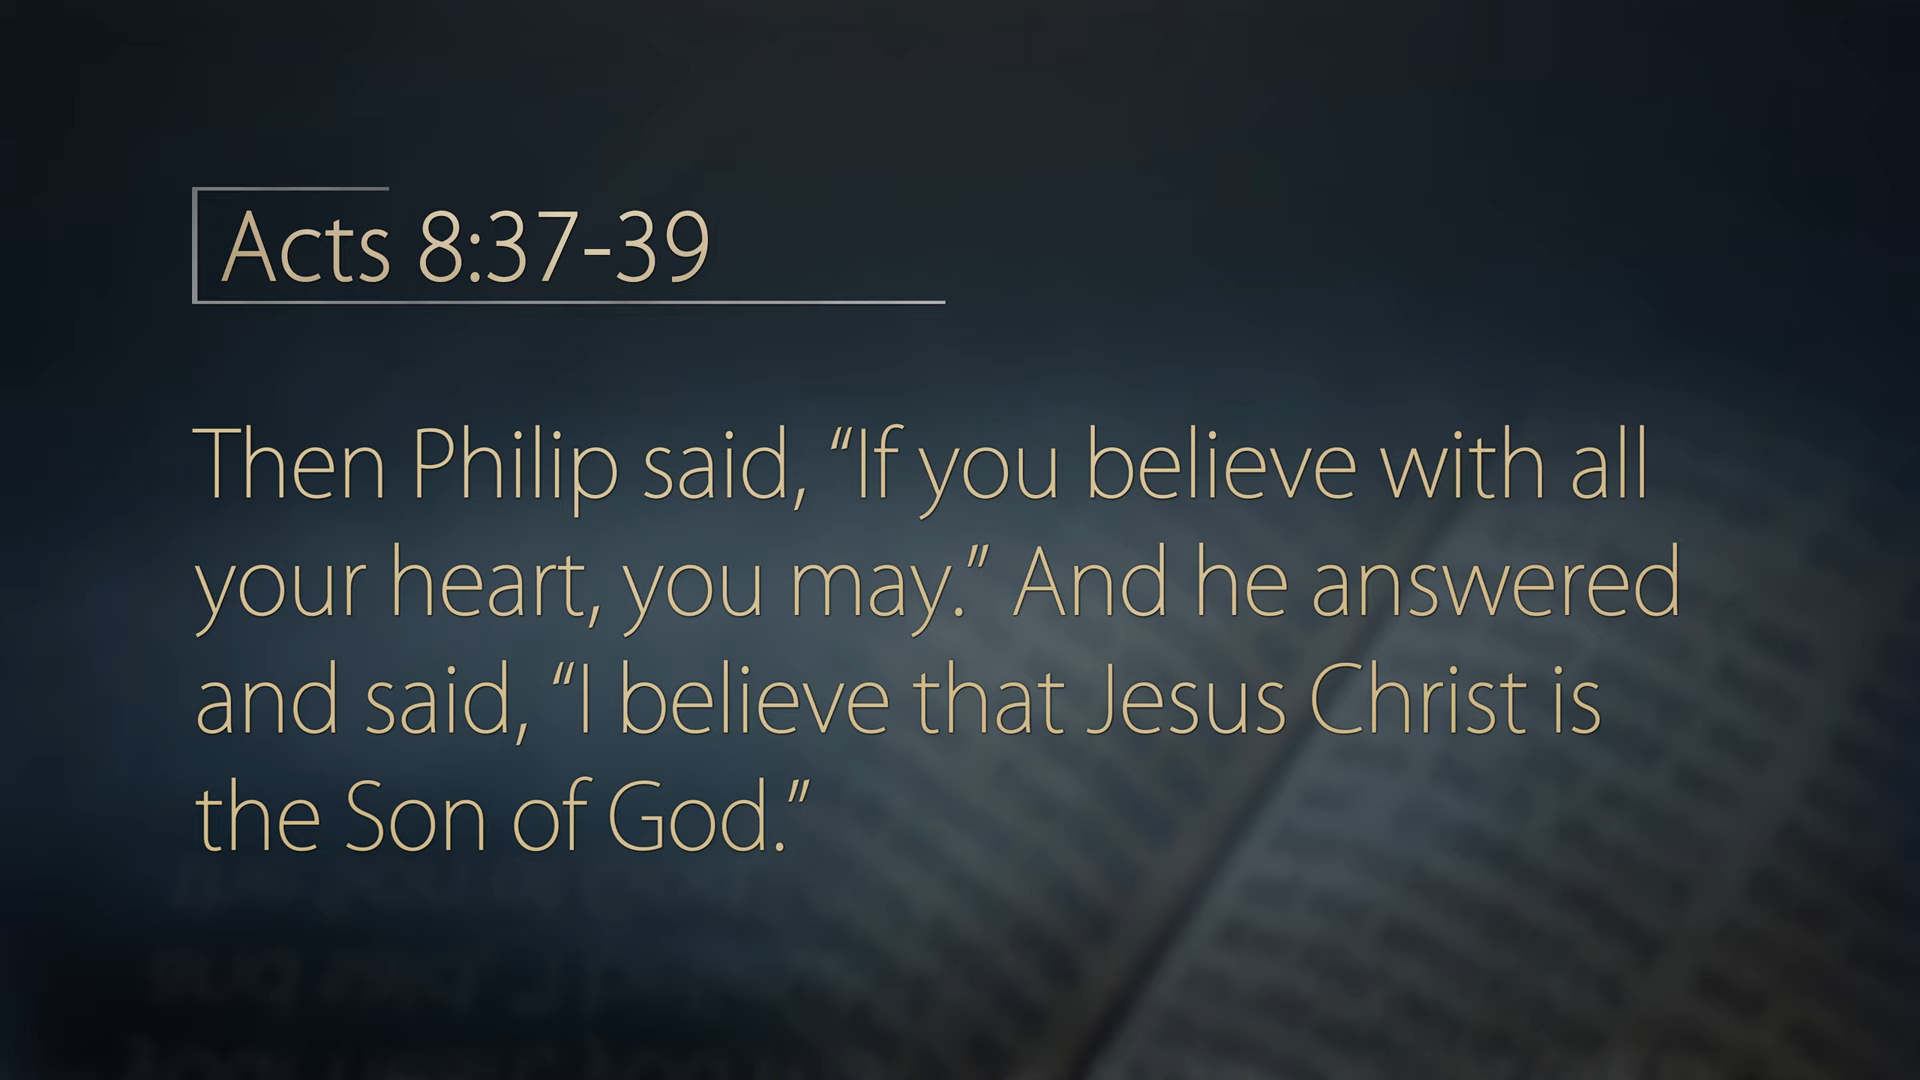 Acts 8:37-39
Then Philip said, “If you believe with all
your heart, you may.” And he answered
and said, “I believe that Jesus Christ is
the Son of God.”